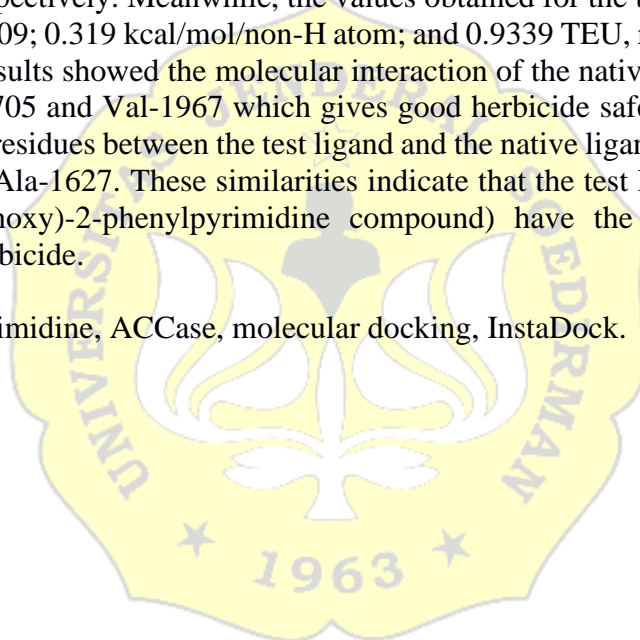 pectively. Meanwhile, the values obtained for the t
09; 0.319 kcal/mol/non-H atom; and 0.9339 TEU, r
sults showed the molecular interaction of the nativ
705 and Val-1967 which gives good herbicide safe
residues between the test ligand and the native ligan
Ala-1627. These similarities indicate that the test l
noxy)-2-phenylpyrimidine compound) have the
bicide.
imidine, ACCase, molecular docking, InstaDock.
UNIVERSITAS JENDERAL SOEDIRMAN
1963